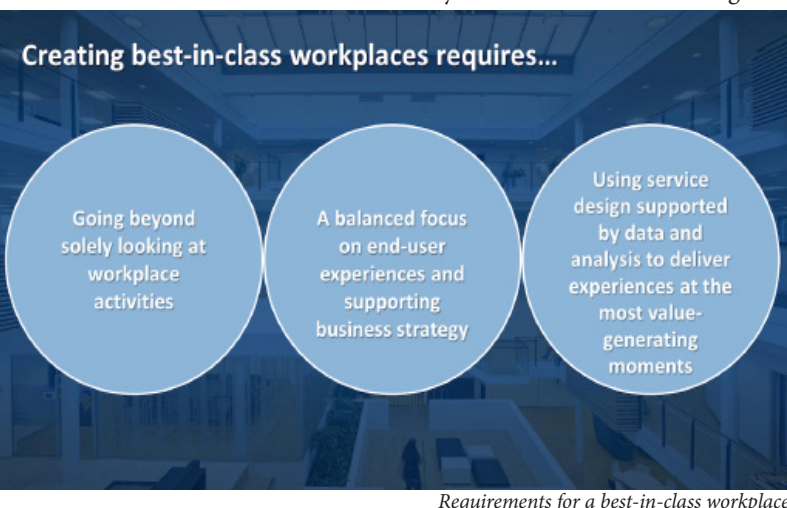 Creating best-in-class workplaces requires...
Going beyond
solely looking at
workplace
activities
A balanced focus
on end-user
experiences and
supporting
business strategy
Using service
design supported
by data and
analysis to deliver
experiences at the
most value-
generating
moments
Requirements for a best-in-class workplace